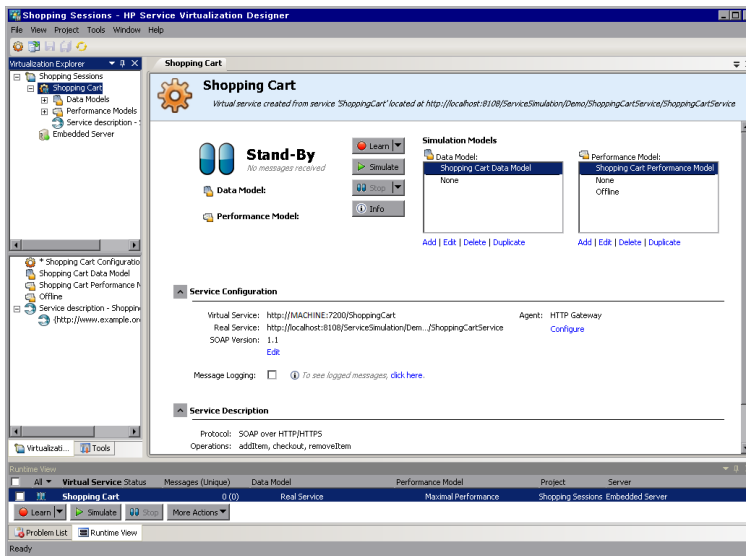 Shopping Sessions - HP Service Virtualization Designer
File View Project Tools Window Help
Virtualization Explorer
Shopping Sessions
Shopping Cart
Data Models
Performance Models
Service description -
Embedded Server
* Shopping Cart Configuratio
Shopping Cart Data Model
Shopping Cart Performance
Offline
Service description - Shoppin
{http://www.example.or
Virtualizati... Tools
Shopping Cart
Shopping Cart
Virtual service created from service 'ShoppingCart' located at http://localhost:8108/ServiceSimulation/Demo/ShoppingCartService/ShoppingCartService
Stand-By
No messages received
Data Model:
Performance Model:
Learn
Simulate
Stop
Info
Simulation Models
Data Model:
Shopping Cart Data Model
None
Add | Edit | Delete | Duplicate
Performance Model:
Shopping Cart Performance Model
None
Offline
Add | Edit | Delete | Duplicate
Service Configuration
Virtual Service: http://MACHINE:7200/ShoppingCart Agent: HTTP Gateway
Real Service: http://localhost:8108/ServiceSimulation/Dem.../ShoppingCartService Configure
SOAP Version: 1.1
Edit
Message Logging: To see logged messages, click here.
Service Description
Protocol: SOAP over HTTP/HTTPS
Operations: addItem, checkout, removeItem
Runtime View
All Virtual Service Status Messages (Unique) Data Model Performance Model Project Server
Shopping Cart 0 (0) Real Service Maximal Performance Shopping Sessions Embedded Server
Learn Simulate Stop More Actions
Problem List Runtime View
Ready